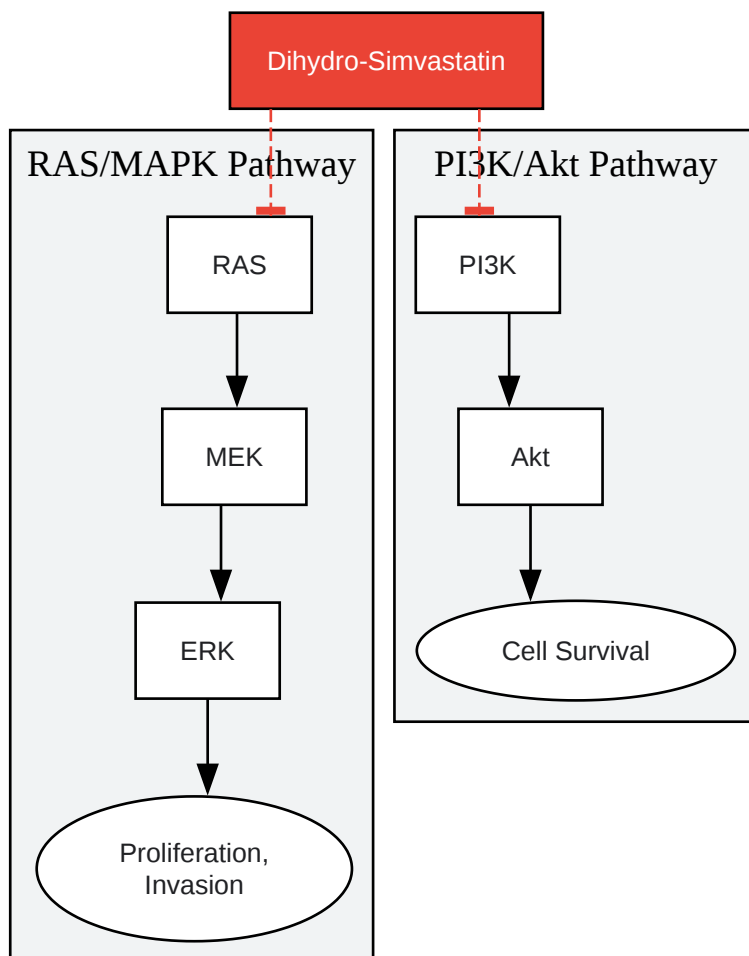 Dihydro-Simvastatin
RAS/MAPK Pathway
RAS
MEK
ERK
Proliferation,
Invasion
PI3K/Akt Pathway
PI3K
Akt
Cell Survival